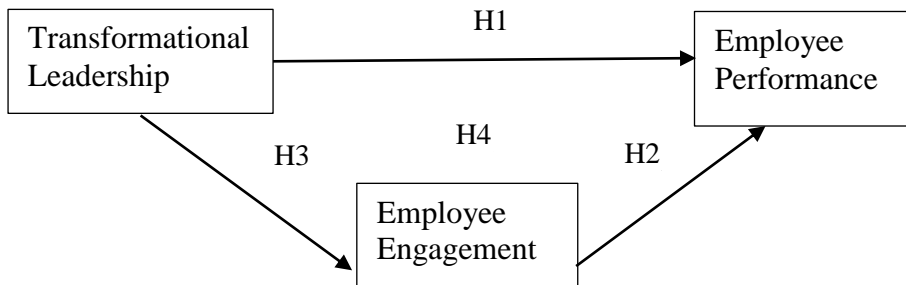 H1
Transformational
Leadership
Employee
Performance
H3
H4
H2
Employee
Engagement